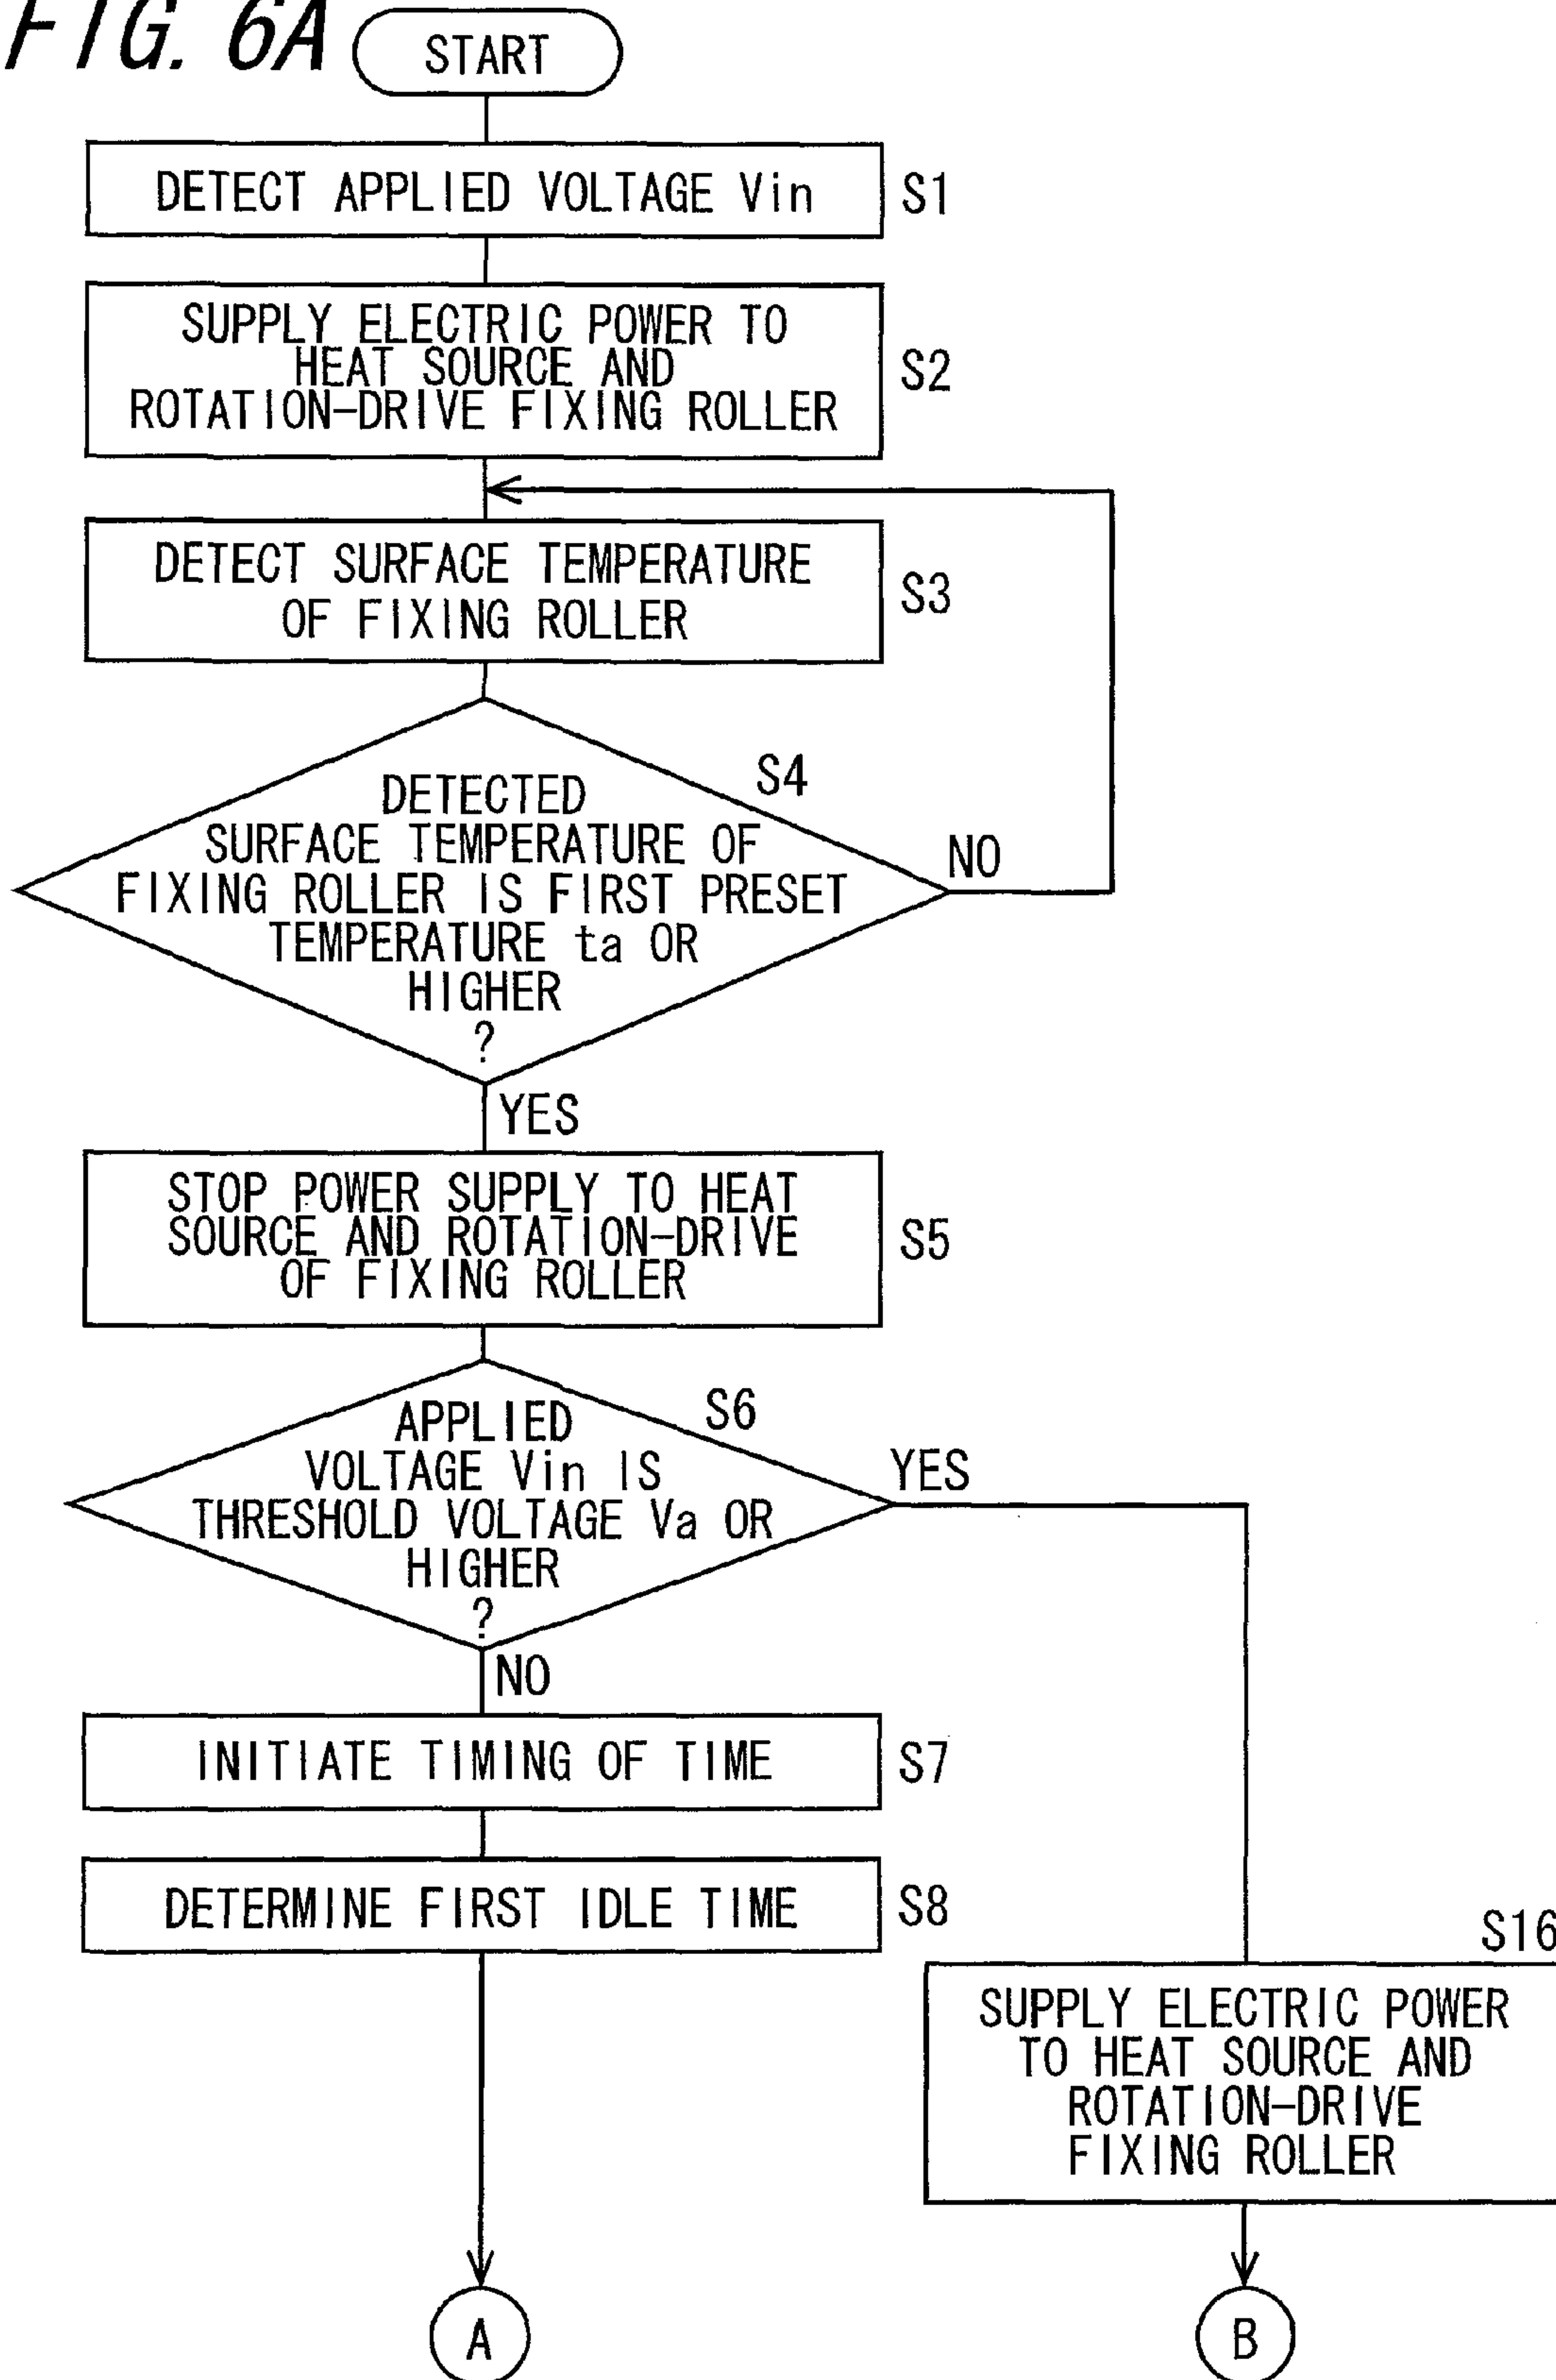 FIG. 6A
START
DETECT APPLIED VOLTAGE Vin
S1
SUPPLY ELECTRIC POWER TO
HEAT SOURCE AND
ROTATION-DRIVE FIXING ROLLER
S2
DETECT SURFACE TEMPERATURE
OF FIXING ROLLER
S3
S4
DETECTED
SURFACE TEMPERATURE OF
FIXING ROLLER IS FIRST PRESET
TEMPERATURE ta OR
HIGHER
?
NO
YES
STOP POWER SUPPLY TO HEAT
SOURCE AND ROTATION-DRIVE
OF FIXING ROLLER
S5
S6
APPLIED
VOLTAGE Vin IS
THRESHOLD VOLTAGE Va OR
HIGHER
?
YES
NO
INITIATE TIMING OF TIME
S7
DETERMINE FIRST IDLE TIME
S8
S16
SUPPLY ELECTRIC POWER
TO HEAT SOURCE AND
ROTATION-DRIVE
FIXING ROLLER
A
B